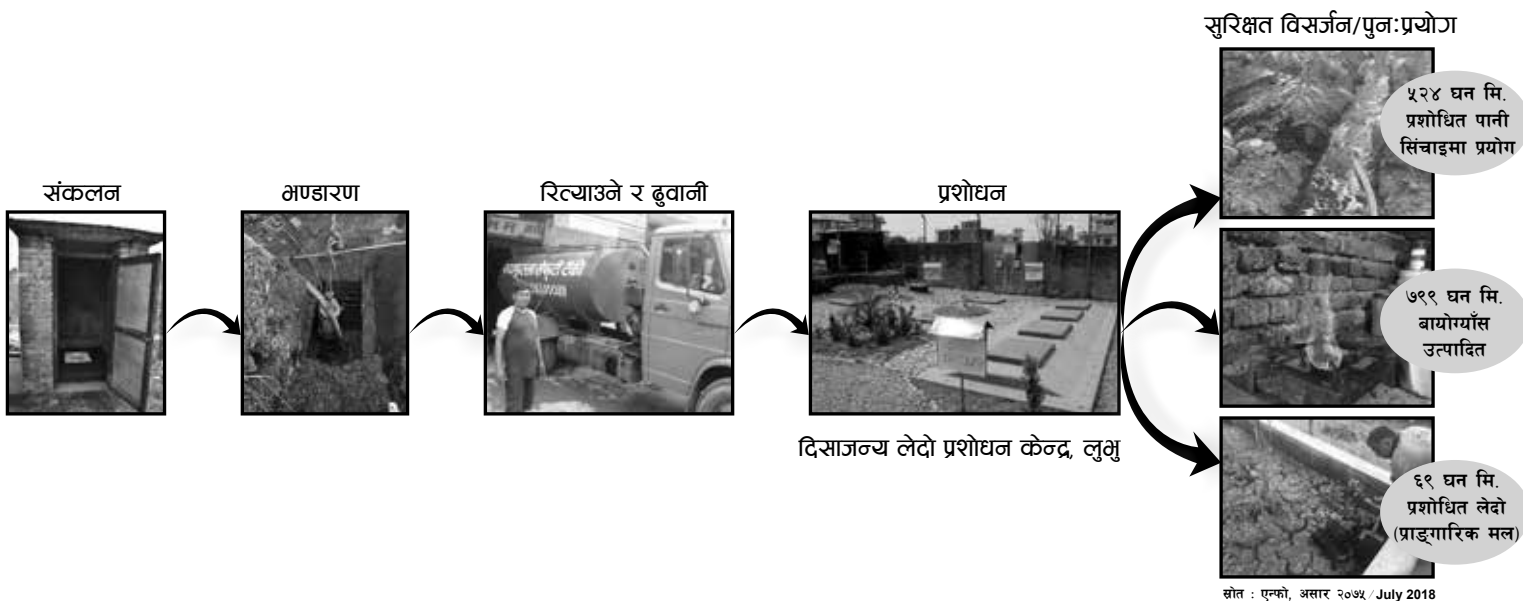 सुरिक्षत विसर्जन/पुन:प्रयोग
५२४ घन मि.
प्रशोधित पानी
सिंचाइमा प्रयोग
संकलन
भण्डारण
रित्याउने र ढुवानी
प्रशोधन
७९९ घन मि.
बायोग्याँस
उत्पादित
दिसाजन्य लेदो प्रशोधन केन्द्र, लुभु
६९ घन मि.
प्रशोधित लेदो
(प्राङ्गारिक मल)
स्रोत : एन्फो, असार २०७५/July 2018